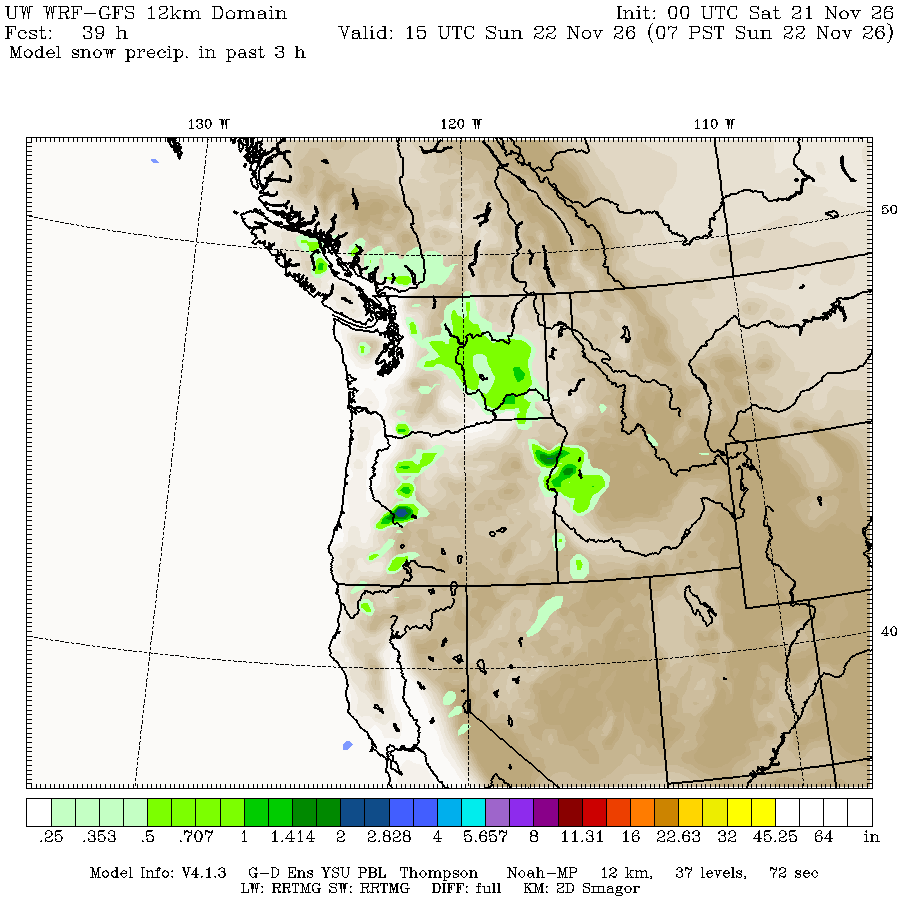 UW WRF-GFS 12km Domain Init: 00 UTC Sat 21 Nov 26
Fcst: 39 h Valid: 15 UTC Sun 22 Nov 26 (07 PST Sun 22 Nov 26)
Model snow precip. in past 3 h
130 W 120 W 110 W
50
40
.25 .353 .5 .707 1 1.414 2 2.828 4 5.657 8 11.31 16 22.63 32 45.25 64 in
Model Info: V4.1.3 G-D Ens YSU PBL Thompson Noah-MP 12 km, 37 levels, 72 sec
LW: RRTMG SW: RRTMG DIFF: full KM: 2D Smagor